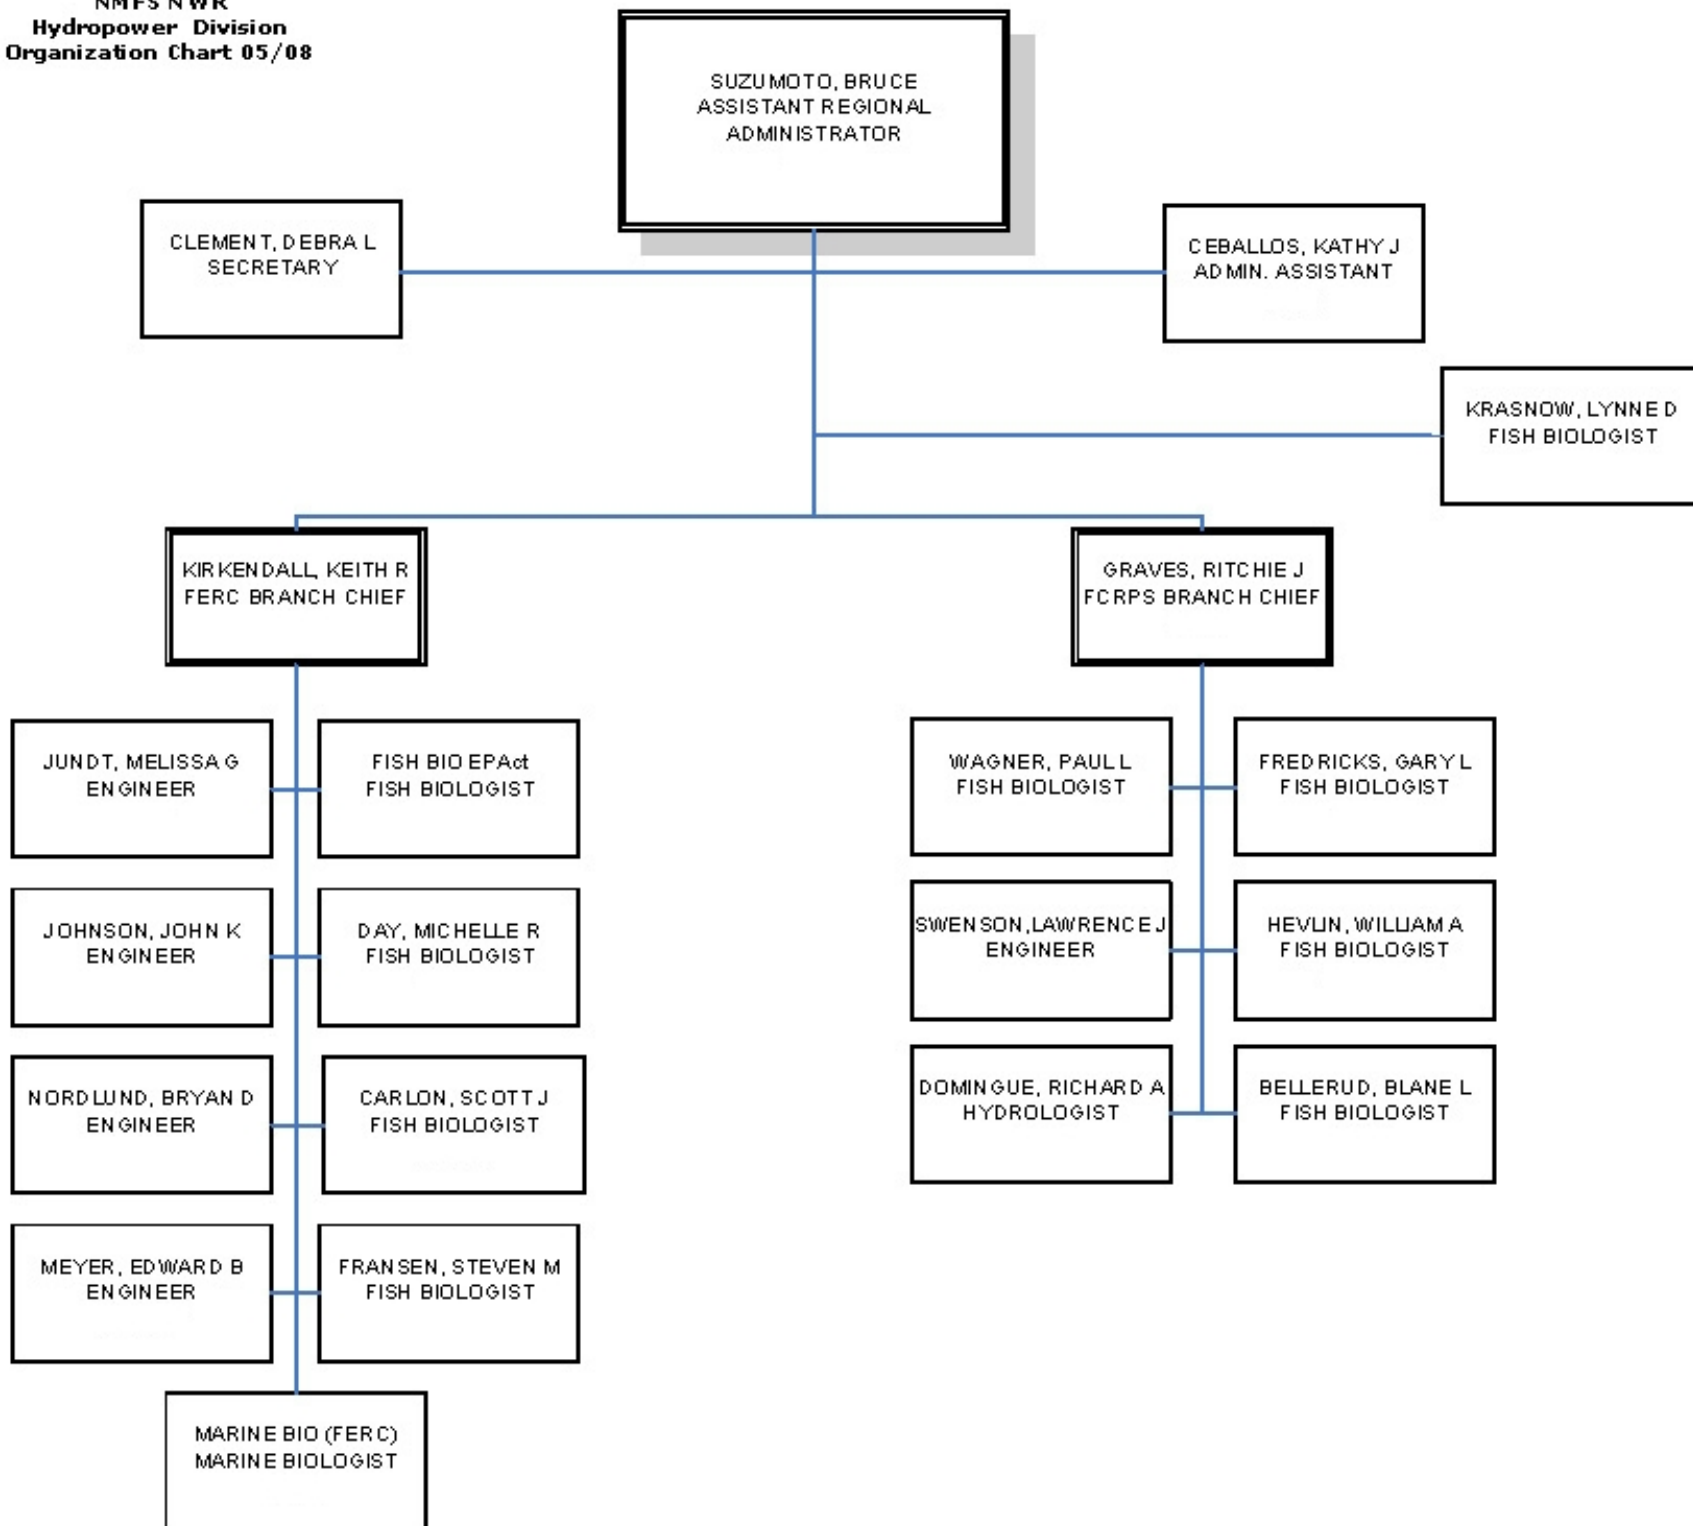 NMFS NWR
Hydropower Division
Organization Chart 05/08
SUZUMOTO, BRUCE
ASSISTANT REGIONAL
ADMINISTRATOR
CLEMENT, DEBRA L
SECRETARY
CEBALLOS, KATHY J
ADMIN. ASSISTANT
KRASNOW, LYNNE D
FISH BIOLOGIST
KIRKENDALL, KEITH R
FERC BRANCH CHIEF
GRAVES, RITCHIE J
FCRPS BRANCH CHIEF
JUNDT, MELISSA G
ENGINEER
FISH BIO EPAct
FISH BIOLOGIST
WAGNER, PAUL L
FISH BIOLOGIST
FREDRICKS, GARY L
FISH BIOLOGIST
JOHNSON, JOHN K
ENGINEER
DAY, MICHELLE R
FISH BIOLOGIST
SWENSON, LAWRENCE J
ENGINEER
HEVLIN, WILLIAM A
FISH BIOLOGIST
NORDLUND, BRYAN D
ENGINEER
CARLON, SCOTT J
FISH BIOLOGIST
DOMINGUE, RICHARD A
HYDROLOGIST
BELLERUD, BLANE L
FISH BIOLOGIST
MEYER, EDWARD B
ENGINEER
FRANSEN, STEVEN M
FISH BIOLOGIST
MARINE BIO (FERC)
MARINE BIOLOGIST